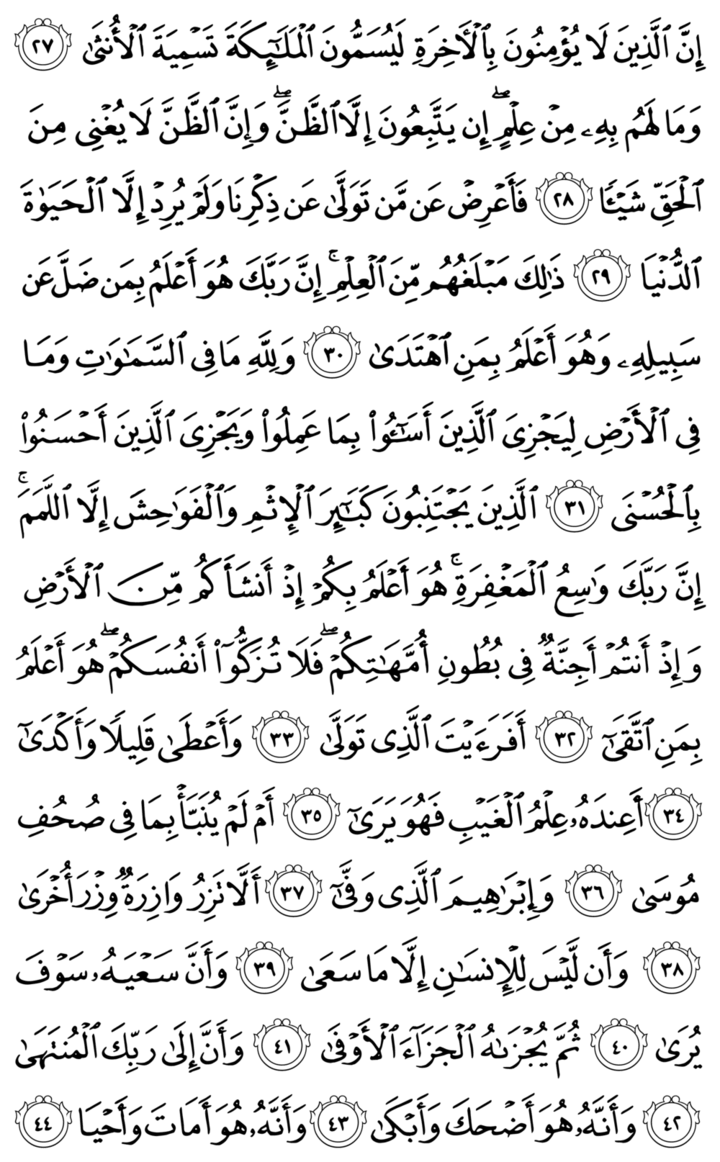 إِنَّ ٱلَّذِينَ لَا يُؤْمِنُونَ بِٱلْأَخِرَةِ لَيُسَمُّونَ ٱلْمَلَـٰٓئِكَةَ تَسْمِيَةَ ٱلْأُنثَىٰ ٢٧
وَمَا لَهُم بِهِۦ مِنْ عِلْمٍۖ إِن يَتَّبِعُونَ إِلَّا ٱلظَّنَّۖ وَإِنَّ ٱلظَّنَّ لَا يُغْنِى مِنَ
ٱلْحَقِّ شَيْـًٔا ٢٨ فَأَعْرِضْ عَن مَّن تَوَلَّىٰ عَن ذِكْرِنَا وَلَمْ يُرِدْ إِلَّا ٱلْحَيَوٰةَ
ٱلدُّنْيَا ٢٩ ذَٰلِكَ مَبْلَغُهُم مِّنَ ٱلْعِلْمِۚ إِنَّ رَبَّكَ هُوَ أَعْلَمُ بِمَن ضَلَّ عَن
سَبِيلِهِۦ وَهُوَ أَعْلَمُ بِمَنِ ٱهْتَدَىٰ ٣٠ وَلِلَّهِ مَا فِى ٱلسَّمَـٰوَٰتِ وَمَا
فِى ٱلْأَرْضِ لِيَجْزِىَ ٱلَّذِينَ أَسَـٰٓـُٔوا۟ بِمَا عَمِلُوا۟ وَيَجْزِىَ ٱلَّذِينَ أَحْسَنُوا۟
بِٱلْحُسْنَى ٣١ ٱلَّذِينَ يَجْتَنِبُونَ كَبَـٰٓئِرَ ٱلْإِثْمِ وَٱلْفَوَٰحِشَ إِلَّا ٱللَّمَمَۚ
إِنَّ رَبَّكَ وَٰسِعُ ٱلْمَغْفِرَةِۚ هُوَ أَعْلَمُ بِكُمْ إِذْ أَنشَأَكُم مِّنَ ٱلْأَرْضِ
وَإِذْ أَنتُمْ أَجِنَّةٌ فِى بُطُونِ أُمَّهَـٰتِكُمْۖ فَلَا تُزَكُّوٓا۟ أَنفُسَكُمْۖ هُوَ أَعْلَمُ
بِمَنِ ٱتَّقَىٰٓ ٣٢ أَفَرَءَيْتَ ٱلَّذِى تَوَلَّىٰ ٣٣ وَأَعْطَىٰ قَلِيلًا وَأَكْدَىٰٓ
٣٤ أَعِندَهُۥ عِلْمُ ٱلْغَيْبِ فَهُوَ يَرَىٰٓ ٣٥ أَمْ لَمْ يُنَبَّأْ بِمَا فِى صُحُفِ
مُوسَىٰ ٣٦ وَإِبْرَٰهِيمَ ٱلَّذِى وَفَّىٰٓ ٣٧ أَلَّا تَزِرُ وَازِرَةٌ وِزْرَ أُخْرَىٰ
٣٨ وَأَن لَّيْسَ لِلْإِنسَـٰنِ إِلَّا مَا سَعَىٰ ٣٩ وَأَنَّ سَعْيَهُۥ سَوْفَ
يُرَىٰ ٤٠ ثُمَّ يُجْزَىٰهُ ٱلْجَزَآءَ ٱلْأَوْفَىٰ ٤١ وَأَنَّ إِلَىٰ رَبِّكَ ٱلْمُنتَهَىٰ
٤٢ وَأَنَّهُۥ هُوَ أَضْحَكَ وَأَبْكَىٰ ٤٣ وَأَنَّهُۥ هُوَ أَمَاتَ وَأَحْيَا ٤٤